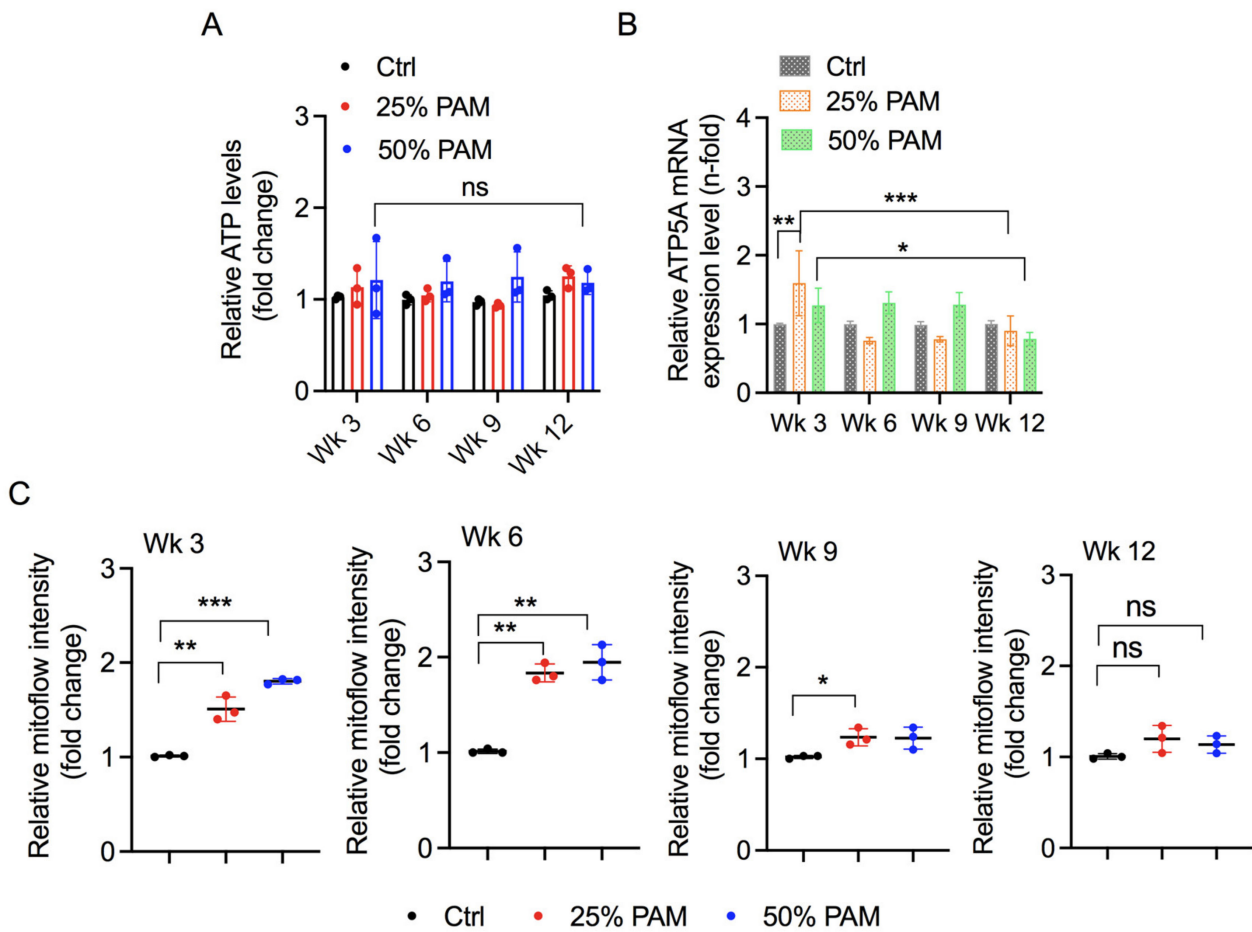 A
Ctrl
25% PAM
50% PAM
Relative ATP levels
(fold change)
3
2
1
0
ns
Wk 3
Wk 6
Wk 9
Wk 12
B
Ctrl
25% PAM
50% PAM
Relative ATP5A mRNA
expression level (n-fold)
4
3
2
1
0
**
***
*
Wk 3
Wk 6
Wk 9
Wk 12
C
Wk 3
Relative mitoflow intensity
(fold change)
3
2
1
0
***
**
Wk 6
Relative mitoflow intensity
(fold change)
3
2
1
0
**
**
Wk 9
Relative mitoflow intensity
(fold change)
3
2
1
0
*
Wk 12
Relative mitoflow intensity
(fold change)
3
2
1
0
ns
ns
Ctrl
25% PAM
50% PAM